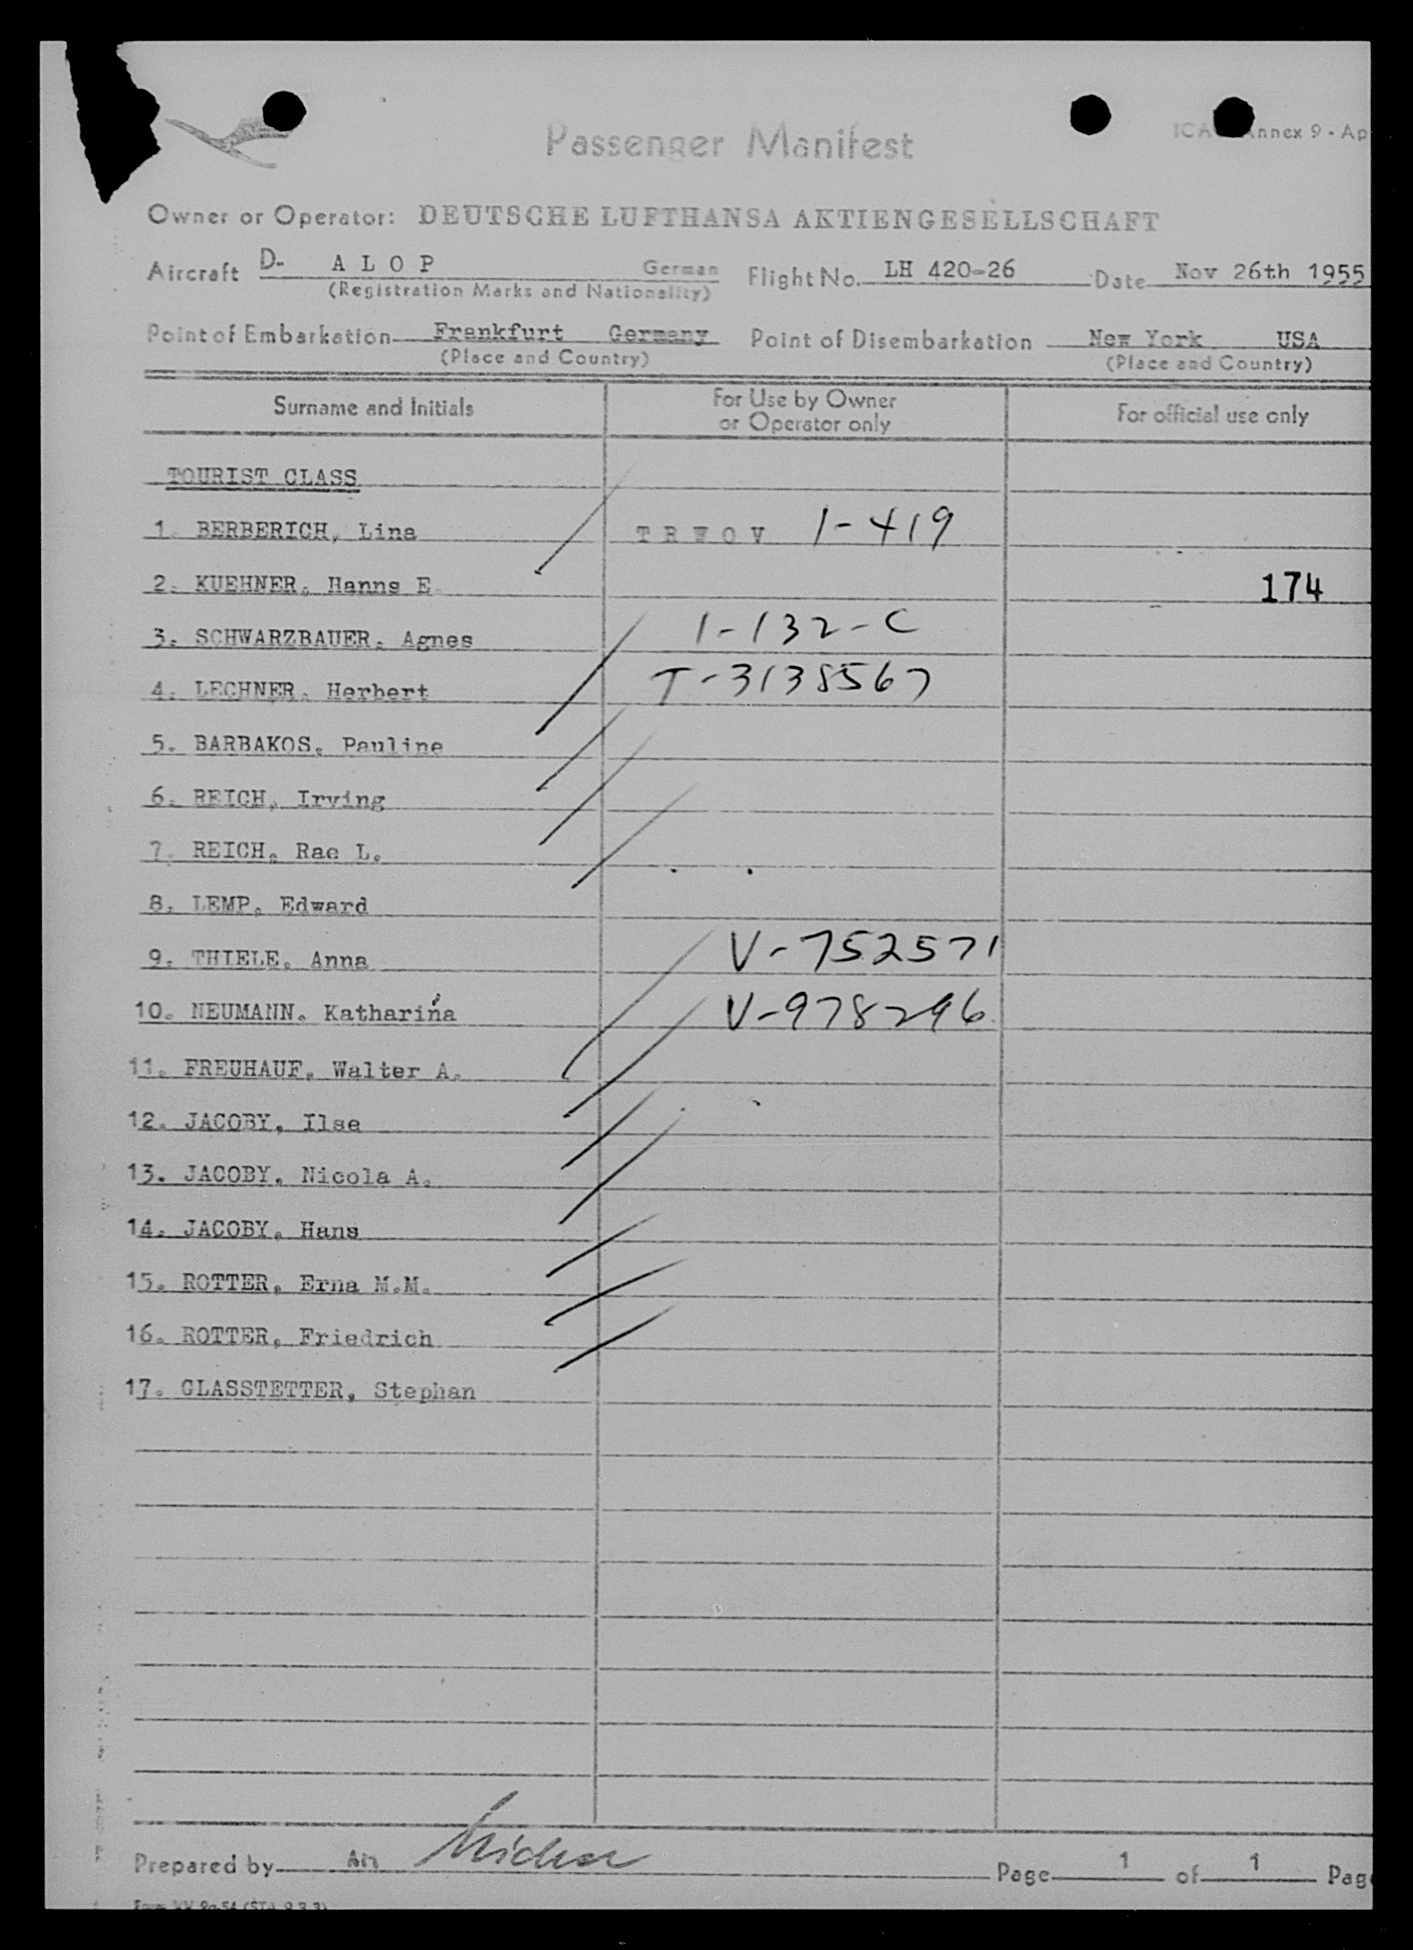 Passenger Manifest
Annex 9 - Ap
Owner or Operator: DEUTSCHE LUFTHANSA AKTIENGESELLSCHAFT
Aircraft D- A L O P German Flight No. LH 420-26 Date Nov 26th 1955
(Registration Marks and Nationality)
Point of Embarkation Frankfurt Germany Point of Disembarkation New York USA
(Place and Country) (Place and Country)
Surname and Initials For Use by Owner or Operator only For official use only
TOURIST CLASS
1. BERBERICH, Lina T R W O V 1-419
2. KUEHNER, Hanns E. 174
3. SCHWARZBAUER, Agnes 1-132-C
4. LECHNER, Herbert T-3138567
5. BARBAKOS, Pauline
6. REICH, Irving
7. REICH, Rae L.
8. LEMP, Edward
9. THIELE, Anna V-752571
10. NEUMANN, Katharina V-978296
11. FREUHAUF, Walter A.
12. JACOBY, Ilse
13. JACOBY, Nicola A.
14. JACOBY, Hans
15. ROTTER, Erna M.M.
16. ROTTER, Friedrich
17. GLASSTETTER, Stephan
Prepared by Page 1 of 1 Pag